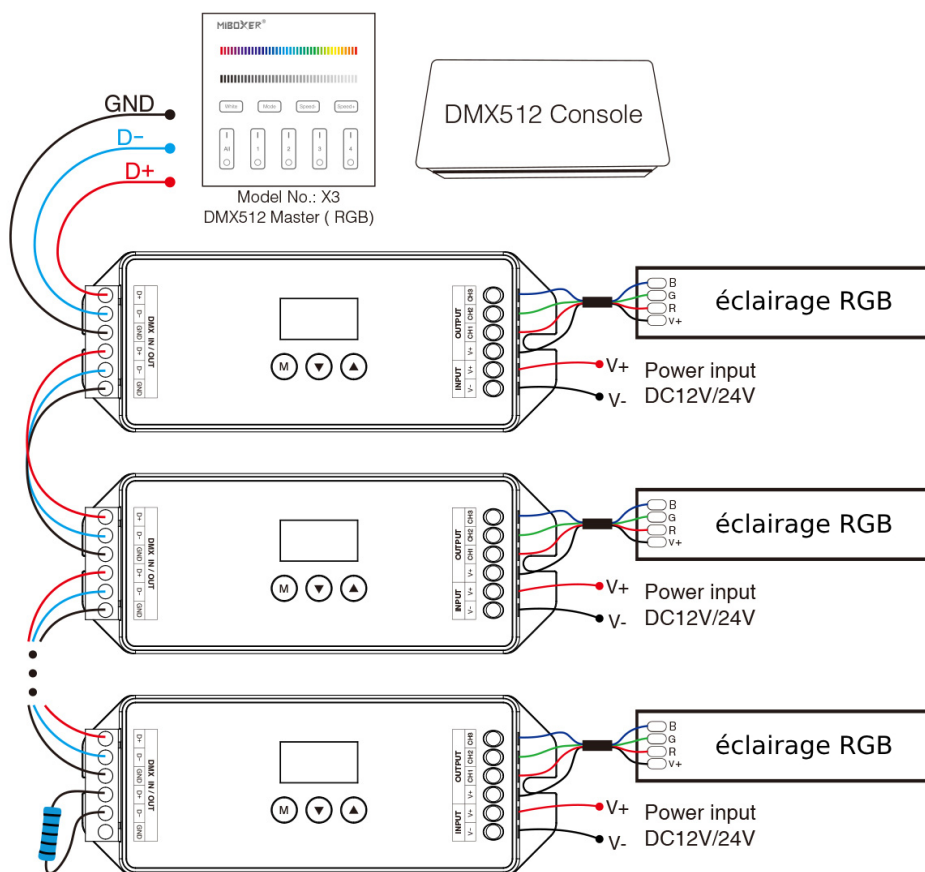 MIBOXER®
White Mode Speed- Speed+
All 1 2 3 4
GND
D-
D+
Model No.: X3
DMX512 Master ( RGB)
DMX512 Console
D+
D-
GND
D+
D-
GND
DMX IN/OUT
M
OUTPUT
CH3
CH2
CH1
V+
INPUT
V+
V-
B
G
R
V+
éclairage RGB
V+
V-
Power input
DC12V/24V
D+
D-
GND
D+
D-
GND
DMX IN/OUT
M
OUTPUT
CH3
CH2
CH1
V+
INPUT
V+
V-
B
G
R
V+
éclairage RGB
V+
V-
Power input
DC12V/24V
D+
D-
GND
D+
D-
GND
DMX IN/OUT
M
OUTPUT
CH3
CH2
CH1
V+
INPUT
V+
V-
B
G
R
V+
éclairage RGB
V+
V-
Power input
DC12V/24V